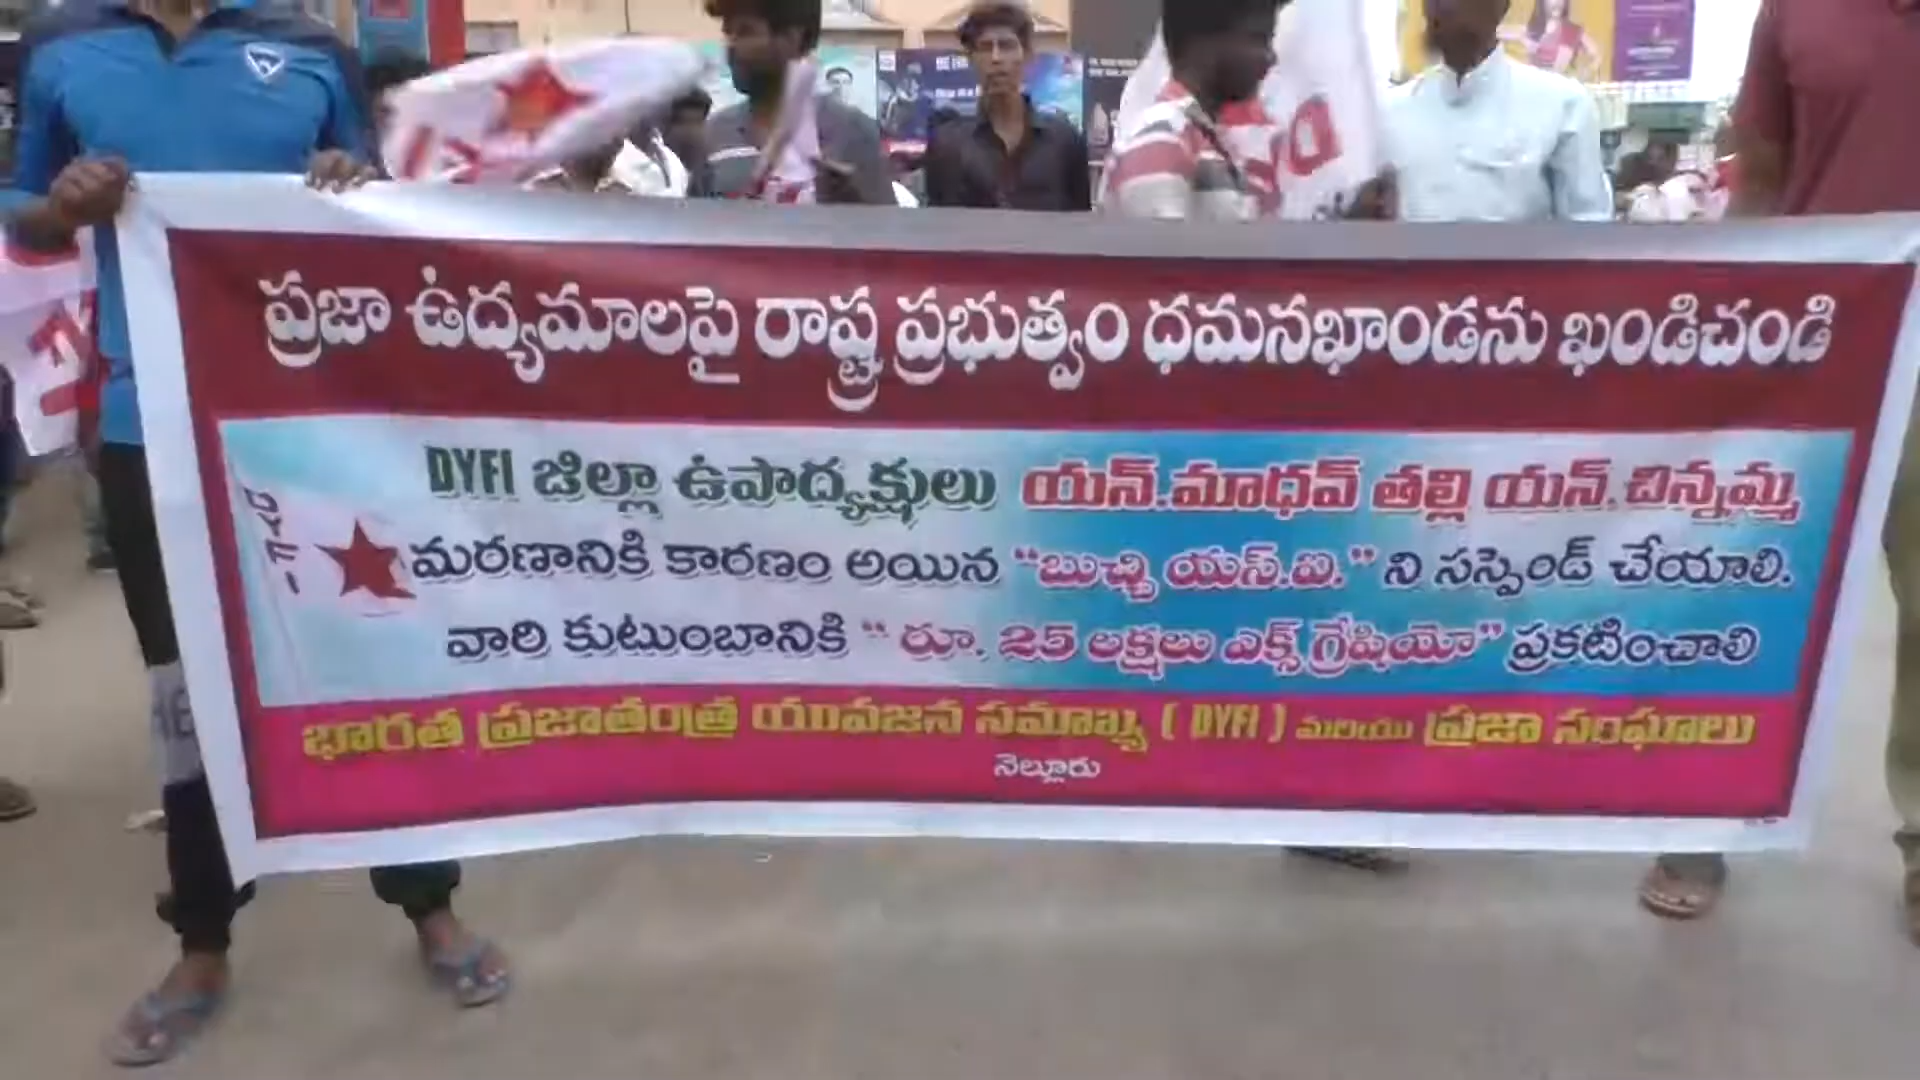 ప్రజా ఉద్యమాలపై రాష్ట్ర ప్రభుత్వం ధమనఖాండను ఖండిచండి
DYFI జిల్లా ఉపాద్యక్షులు యన్.మాధవ్ తల్లి యన్. చిన్నమ్మ
మరణానికి కారణం అయిన "బుచ్చి యస్.ఐ." ని సస్పెండ్ చేయాలి.
వారి కుటుంబానికి " రూ. 25 లక్షలు ఎక్స్ గ్రేషియో" ప్రకటించాలి
భారత ప్రజాతంత్ర యువజన సమాఖ్య ( DYFI ) మరియు ప్రజా సంఘాలు
నెల్లూరు